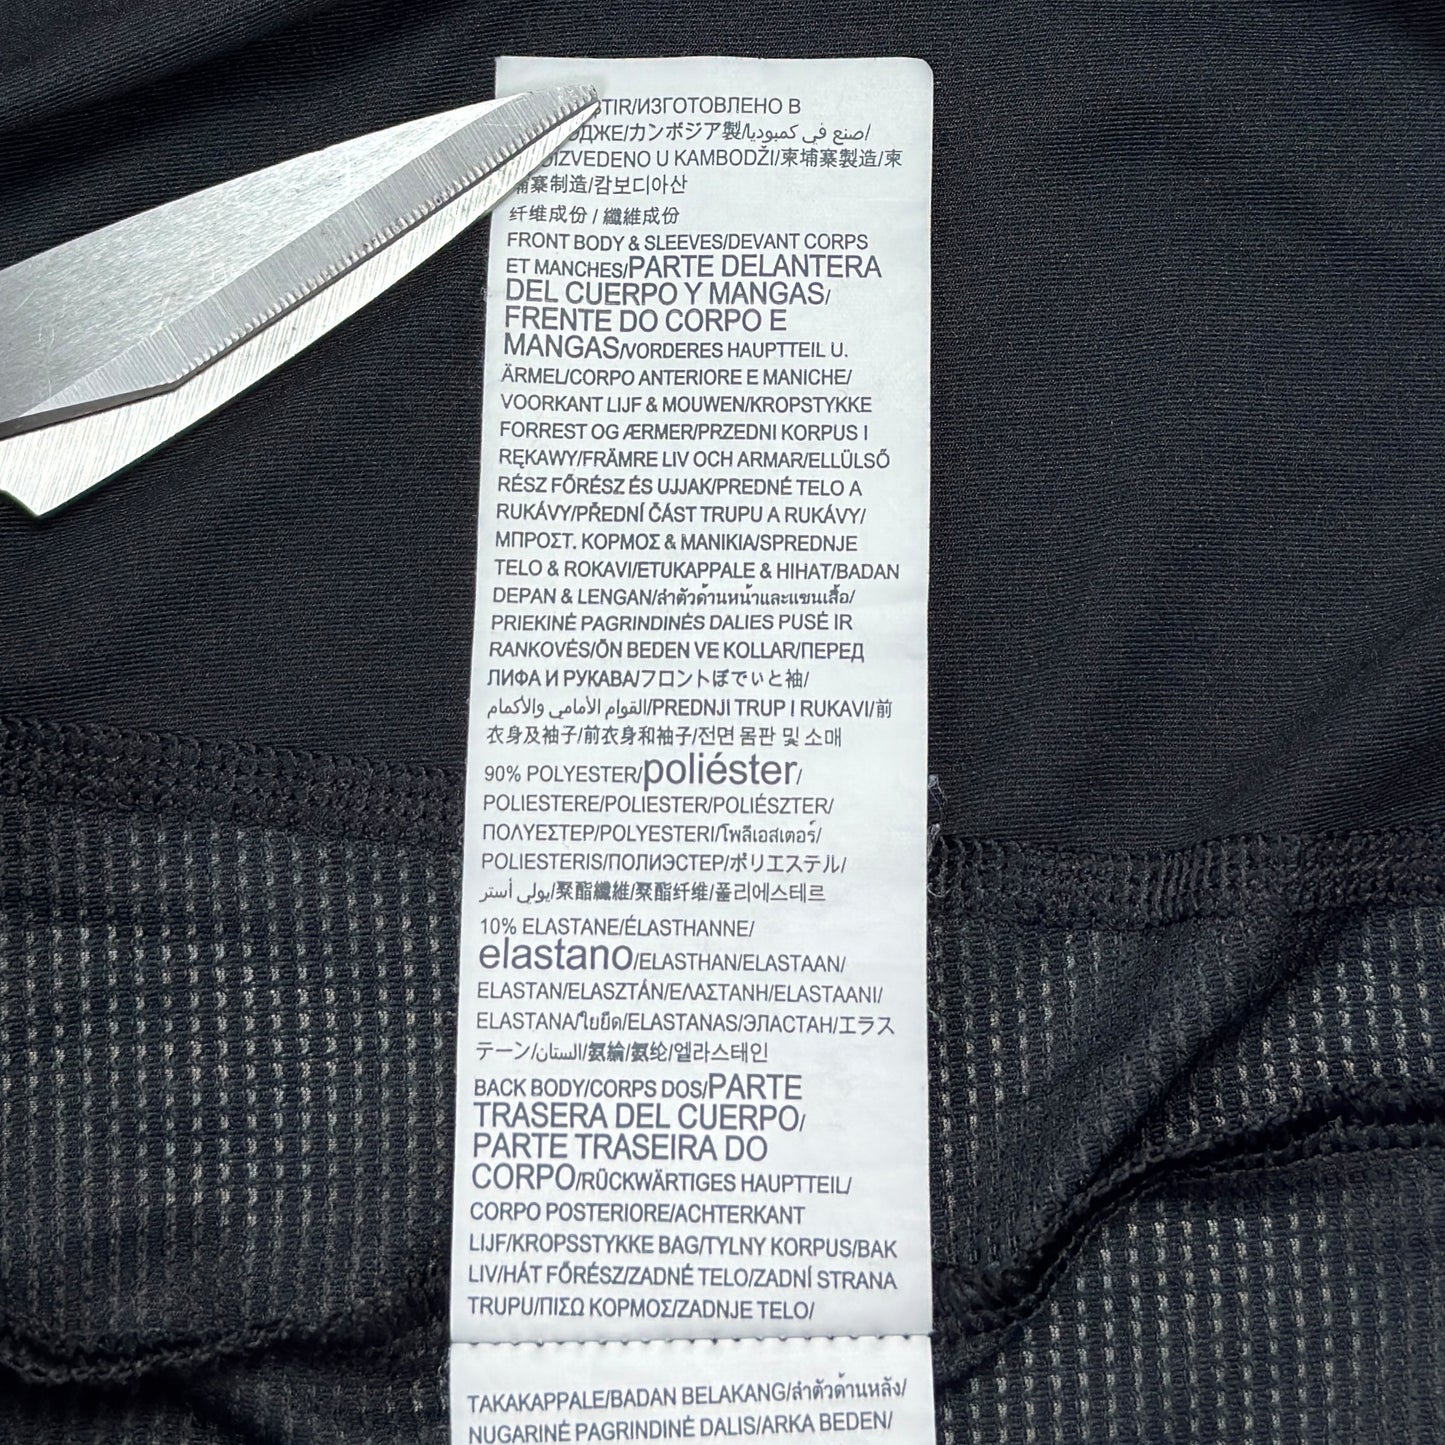 ИЗГОТОВЛЕНО В
カンボジア製/صنع في كمبوديا/
U KAMBODŽI/柬埔寨製造/柬
埔寨制造/캄보디아산
纤维成份 / 纖維成份
FRONT BODY & SLEEVES/DEVANT CORPS
ET MANCHES/PARTE DELANTERA
DEL CUERPO Y MANGAS/
FRENTE DO CORPO E
MANGAS/VORDERES HAUPTTEIL U.
ÄRMEL/CORPO ANTERIORE E MANICHE/
VOORKANT LIJF & MOUWEN/KROPSTYKKE
FORREST OG ÆRMER/PRZEDNI KORPUS I
RĘKAWY/FRÄMRE LIV OCH ARMAR/ELLÜLSŐ
RÉSZ FŐRÉSZ ÉS UJJAK/PREDNÉ TELO A
RUKÁVY/PŘEDNÍ ČÁST TRUPU A RUKÁVY/
ΜΠΡΟΣΤ. ΚΟΡΜΟΣ & ΜΑΝΙΚΙΑ/SPREDNJE
TELO & ROKAVI/ETUKAPPALE & HIHAT/BADAN
DEPAN & LENGAN/ลำตัวด้านหน้าและแขนเสื้อ/
PRIEKINĖ PAGRINDINĖS DALIES PUSĖ IR
RANKOVĖS/ÖN BEDEN VE KOLLAR/ПЕРЕД
ЛИФА И РУКАВА/フロントぼでぃと袖/
القوام الأمامي والأكمام/PREDNJI TRUP I RUKAVI/前
衣身及袖子/前衣身和袖子/전면 몸판 및 소매
90% POLYESTER/poliéster/
POLIESTERE/POLIESTER/POLIÉSZTER/
ΠΟΛΥΕΣΤΕΡ/POLYESTERI/โพลีเอสเตอร์/
POLIESTERIS/ПОЛИЭСТЕР/ポリエステル/
بولي أستر/聚酯纖維/聚酯纤维/폴리에스테르
10% ELASTANE/ÉLASTHANNE/
elastano/ELASTHAN/ELASTAAN/
ELASTAN/ELASZTÁN/ΕΛΑΣΤΑΝΗ/ELASTAANI/
ELASTANA/ใยยืด/ELASTANAS/ЭЛАСТАН/エラス
テーン/الستان/氨綸/氨纶/엘라스테인
BACK BODY/CORPS DOS/PARTE
TRASERA DEL CUERPO/
PARTE TRASEIRA DO
CORPO/RÜCKWÄRTIGES HAUPTTEIL/
CORPO POSTERIORE/ACHTERKANT
LIJF/KROPSSTYKKE BAG/TYLNY KORPUS/BAK
LIV/HÁT FŐRÉSZ/ZADNÉ TELO/ZADNÍ STRANA
TRUPU/ΠΙΣΩ ΚΟΡΜΟΣ/ZADNJE TELO/
TAKAKAPPALE/BADAN BELAKANG/ลำตัวด้านหลัง/
NUGARINĖ PAGRINDINĖ DALIS/ARKA BEDEN/